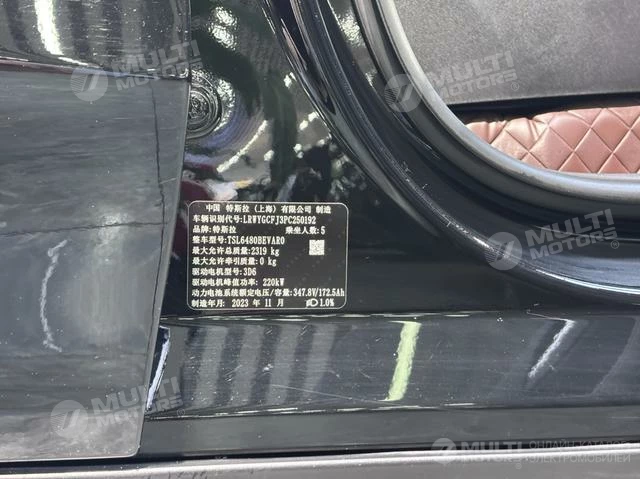 MULTI
MOTORS
MULTI
MOTORS
中国 特斯拉（上海）有限公司 制造
车辆识别代号:LRWYGCFJ3PC250192
品牌:特斯拉 乘坐人数:5
整车型号:TSL6480BEVAR0
最大允许总质量:2319 kg
最大允许牵引质量:0 kg
驱动电机型号:3D6
驱动电机峰值功率:220kW
动力电池系统额定电压/容量:347.8V/172.5Ah
制造年月: 2023 年 11 月 1.0%
MULTI
MOTORS
MULTI
MOTORS
MULTI ОНЛАЙН-КАТАЛОГ
ЭЛЕКТРОМОБИЛЕЙ